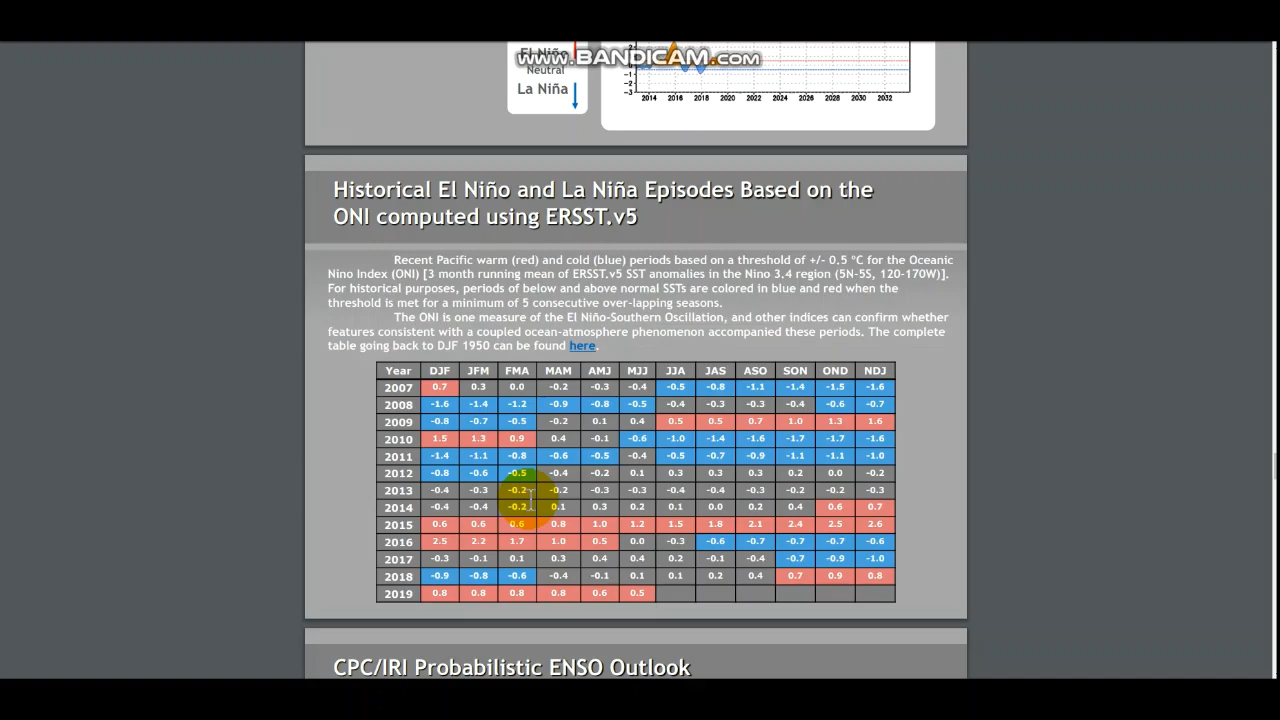 El Niño
Neutral
La Niña
www.BANDICAM.com
2
-1
-2
-3
2014 2016 2018 2020 2022 2024 2026 2028 2030 2032
Historical El Niño and La Niña Episodes Based on the
ONI computed using ERSST.v5
Recent Pacific warm (red) and cold (blue) periods based on a threshold of +/- 0.5 ºC for the Oceanic
Nino Index (ONI) [3 month running mean of ERSST.v5 SST anomalies in the Nino 3.4 region (5N-5S, 120-170W)].
For historical purposes, periods of below and above normal SSTs are colored in blue and red when the
threshold is met for a minimum of 5 consecutive over-lapping seasons.
The ONI is one measure of the El Niño-Southern Oscillation, and other indices can confirm whether
features consistent with a coupled ocean-atmosphere phenomenon accompanied these periods. The complete
table going back to DJF 1950 can be found here.
Year DJF JFM FMA MAM AMJ MJJ JJA JAS ASO SON OND NDJ
2007 0.7 0.3 0.0 -0.2 -0.3 -0.4 -0.5 -0.8 -1.1 -1.4 -1.5 -1.6
2008 -1.6 -1.4 -1.2 -0.9 -0.8 -0.5 -0.4 -0.3 -0.3 -0.4 -0.6 -0.7
2009 -0.8 -0.7 -0.5 -0.2 0.1 0.4 0.5 0.5 0.7 1.0 1.3 1.6
2010 1.5 1.3 0.9 0.4 -0.1 -0.6 -1.0 -1.4 -1.6 -1.7 -1.7 -1.6
2011 -1.4 -1.1 -0.8 -0.6 -0.5 -0.4 -0.5 -0.7 -0.9 -1.1 -1.1 -1.0
2012 -0.8 -0.6 -0.5 -0.4 -0.2 0.1 0.3 0.3 0.3 0.2 0.0 -0.2
2013 -0.4 -0.3 -0.2 -0.2 -0.3 -0.3 -0.4 -0.4 -0.3 -0.2 -0.2 -0.3
2014 -0.4 -0.4 -0.2 0.1 0.3 0.2 0.1 0.0 0.2 0.4 0.6 0.7
2015 0.6 0.6 0.6 0.8 1.0 1.2 1.5 1.8 2.1 2.4 2.5 2.6
2016 2.5 2.2 1.7 1.0 0.5 0.0 -0.3 -0.6 -0.7 -0.7 -0.7 -0.6
2017 -0.3 -0.1 0.1 0.3 0.4 0.4 0.2 -0.1 -0.4 -0.7 -0.9 -1.0
2018 -0.9 -0.8 -0.6 -0.4 -0.1 0.1 0.1 0.2 0.4 0.7 0.9 0.8
2019 0.8 0.8 0.8 0.8 0.6 0.5
CPC/IRI Probabilistic ENSO Outlook